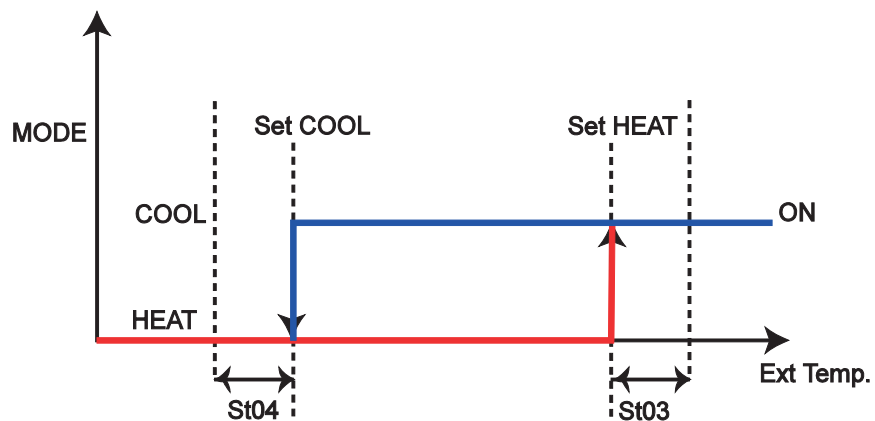 Set COOL
Set HEAT
MODE
COOL
ON
HEAT
Ext Temp.
St04
St03